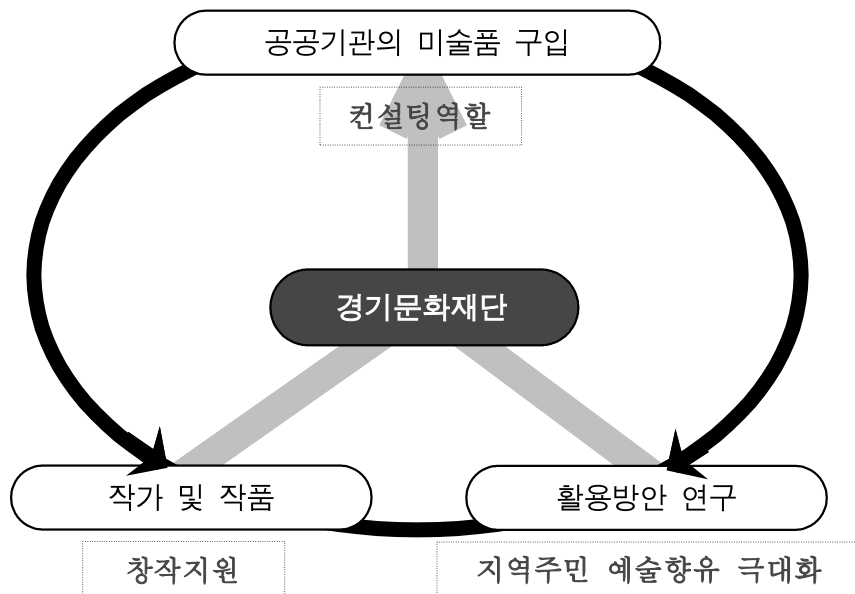 공공기관의 미술품 구입
컨설팅역할
경기문화재단
작가 및 작품
활용방안 연구
창작지원
지역주민 예술향유 극대화